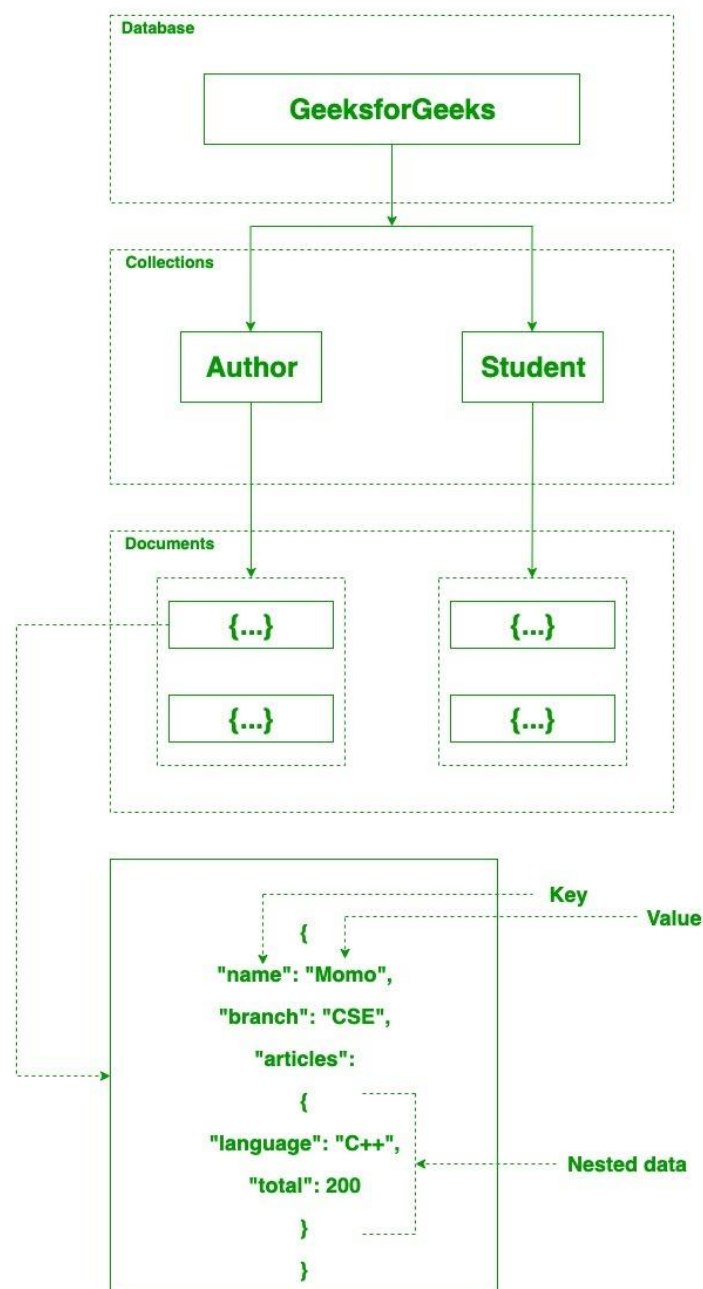 Database
GeeksforGeeks
Collections
Author
Student
Documents
{...}
{...}
{...}
{...}
Key
Value
{
"name": "Momo",
"branch": "CSE",
"articles":
{
"language": "C++",
"total": 200
}
}
Nested data